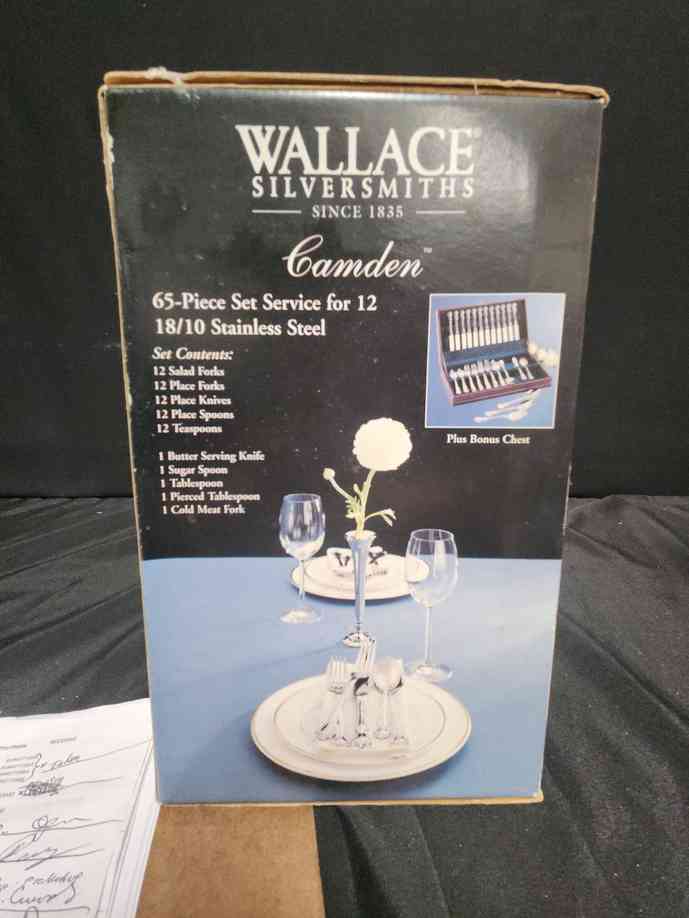 WALLACE®
SILVERSMITHS
SINCE 1835
Camden™
65-Piece Set Service for 12
18/10 Stainless Steel
Set Contents:
12 Salad Forks
12 Place Forks
12 Place Knives
12 Place Spoons
12 Teaspoons
1 Butter Serving Knife
1 Sugar Spoon
1 Tablespoon
1 Pierced Tablespoon
1 Cold Meat Fork
Plus Bonus Chest